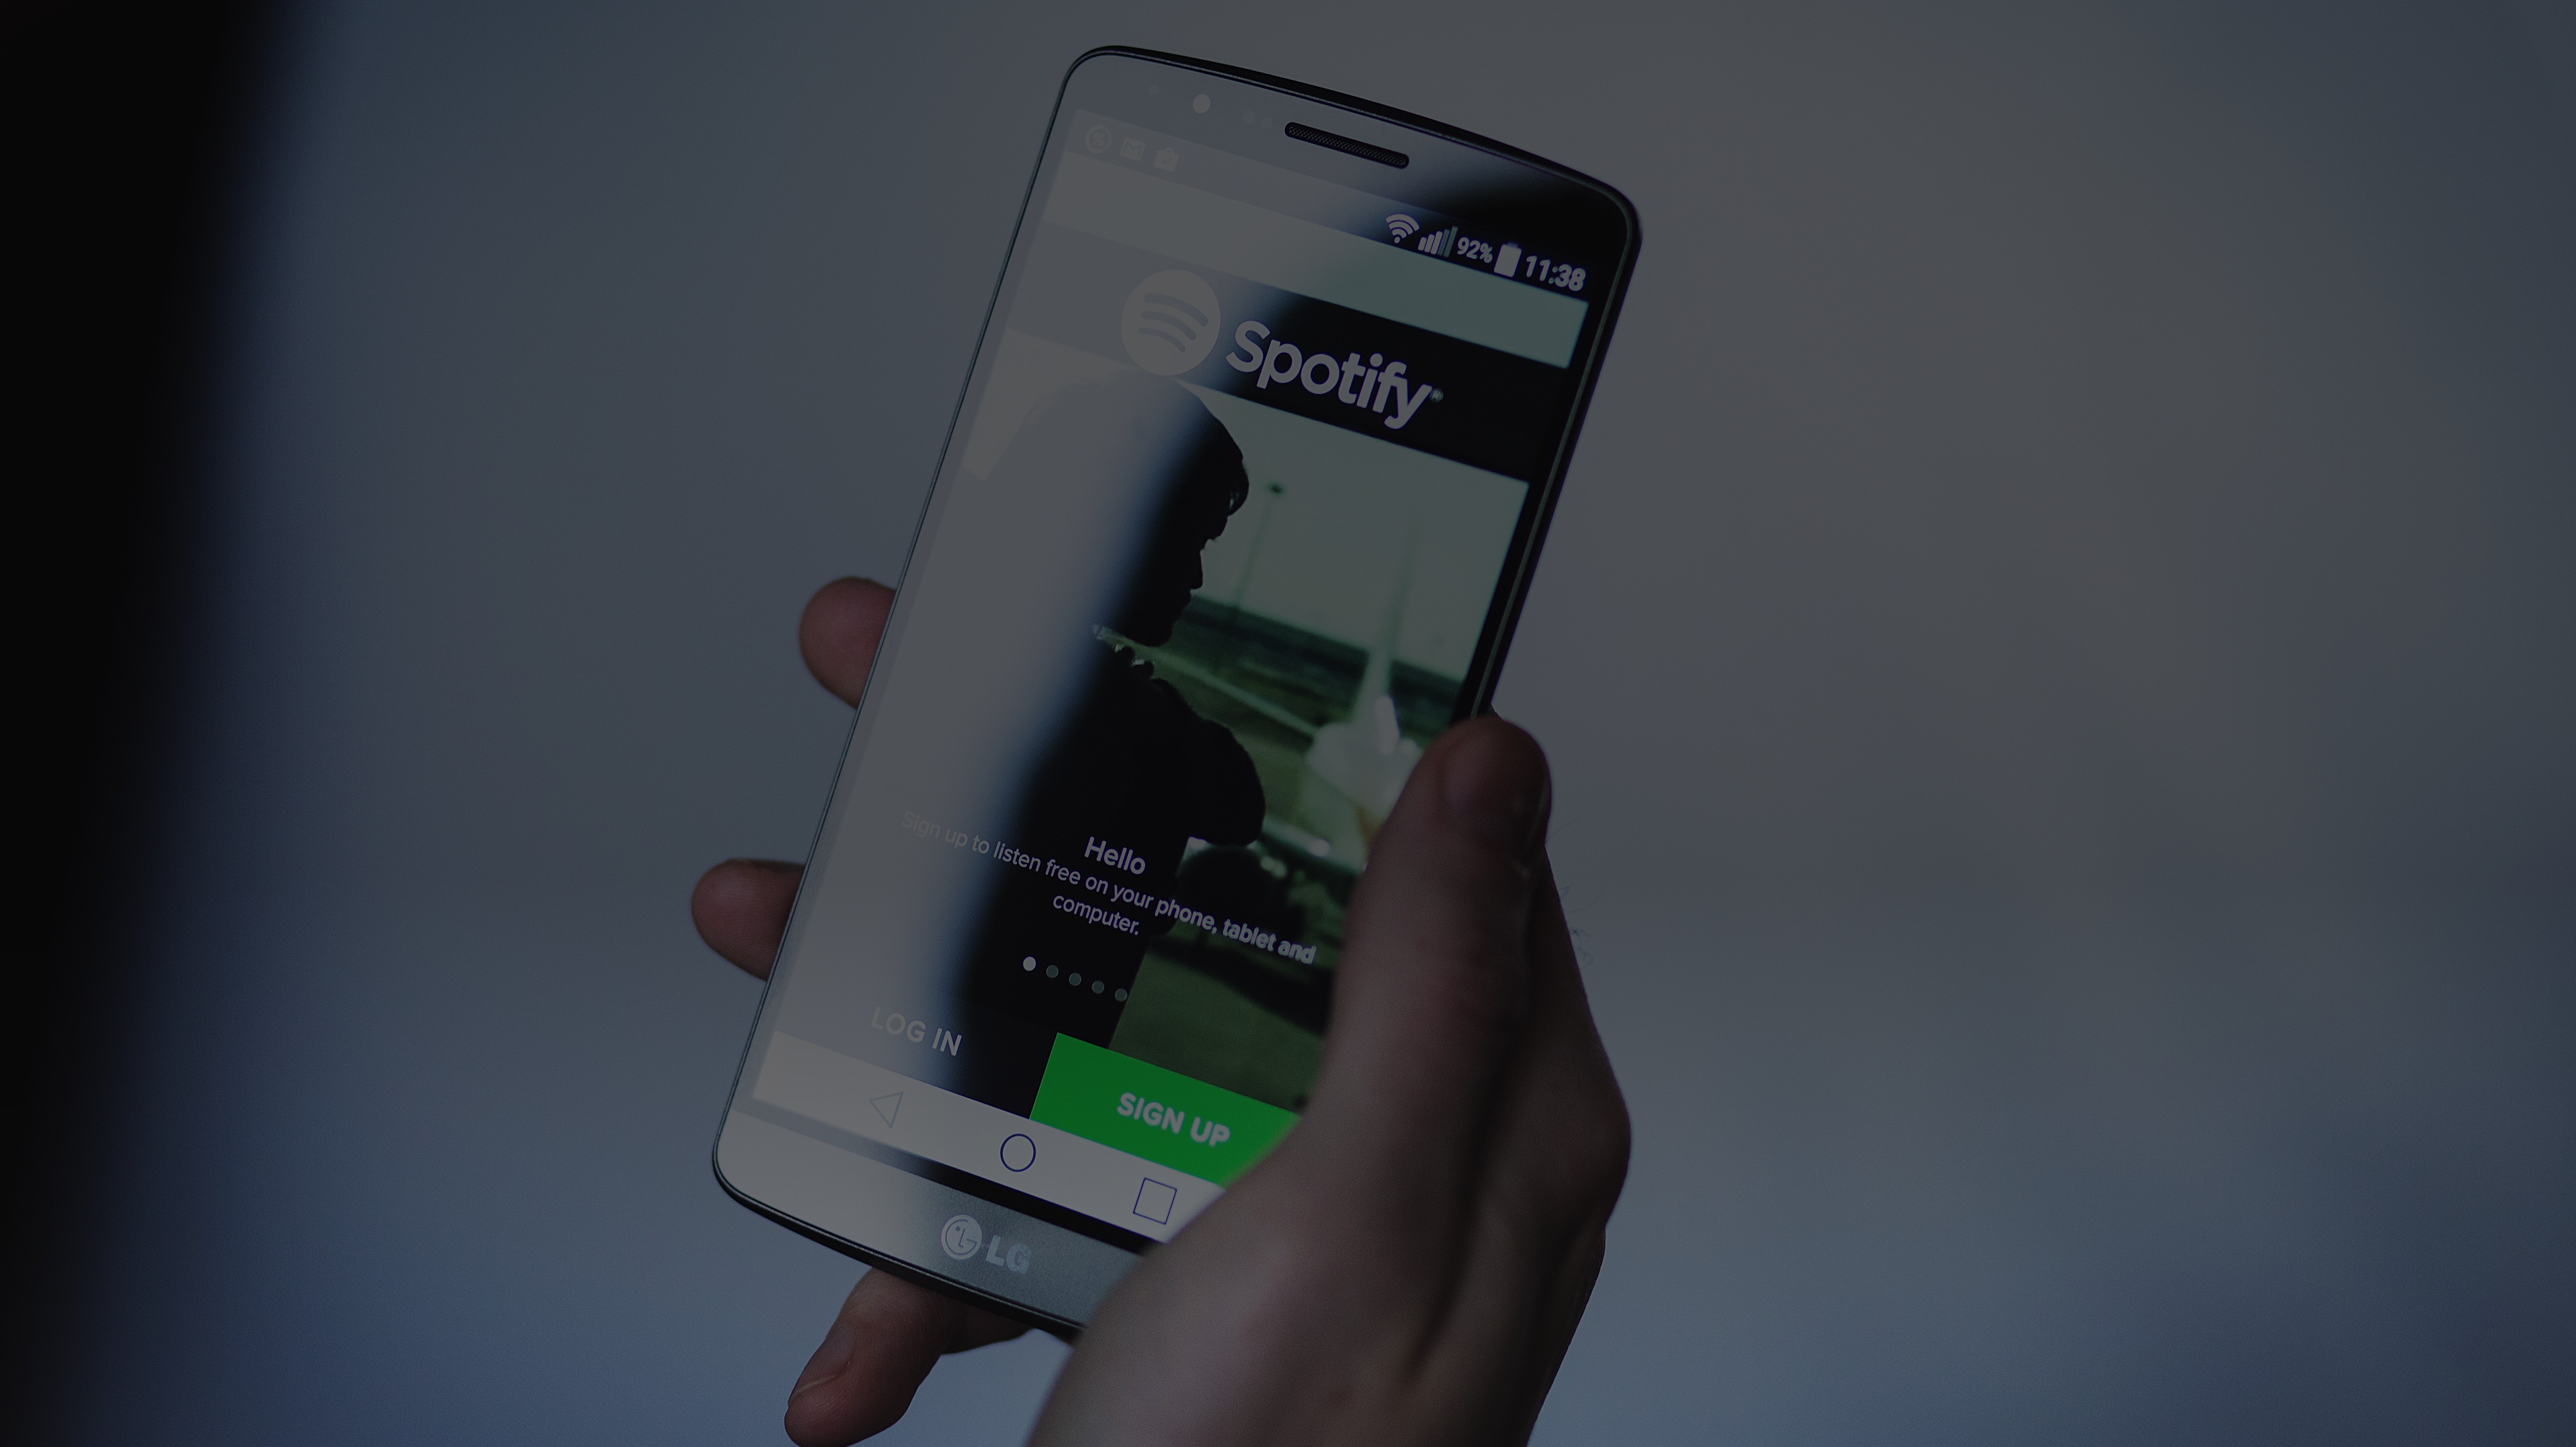 92% 11:38
Spotify
Hello
Sign up to listen free on your phone, tablet and
computer.
LOG IN
SIGN UP
LG